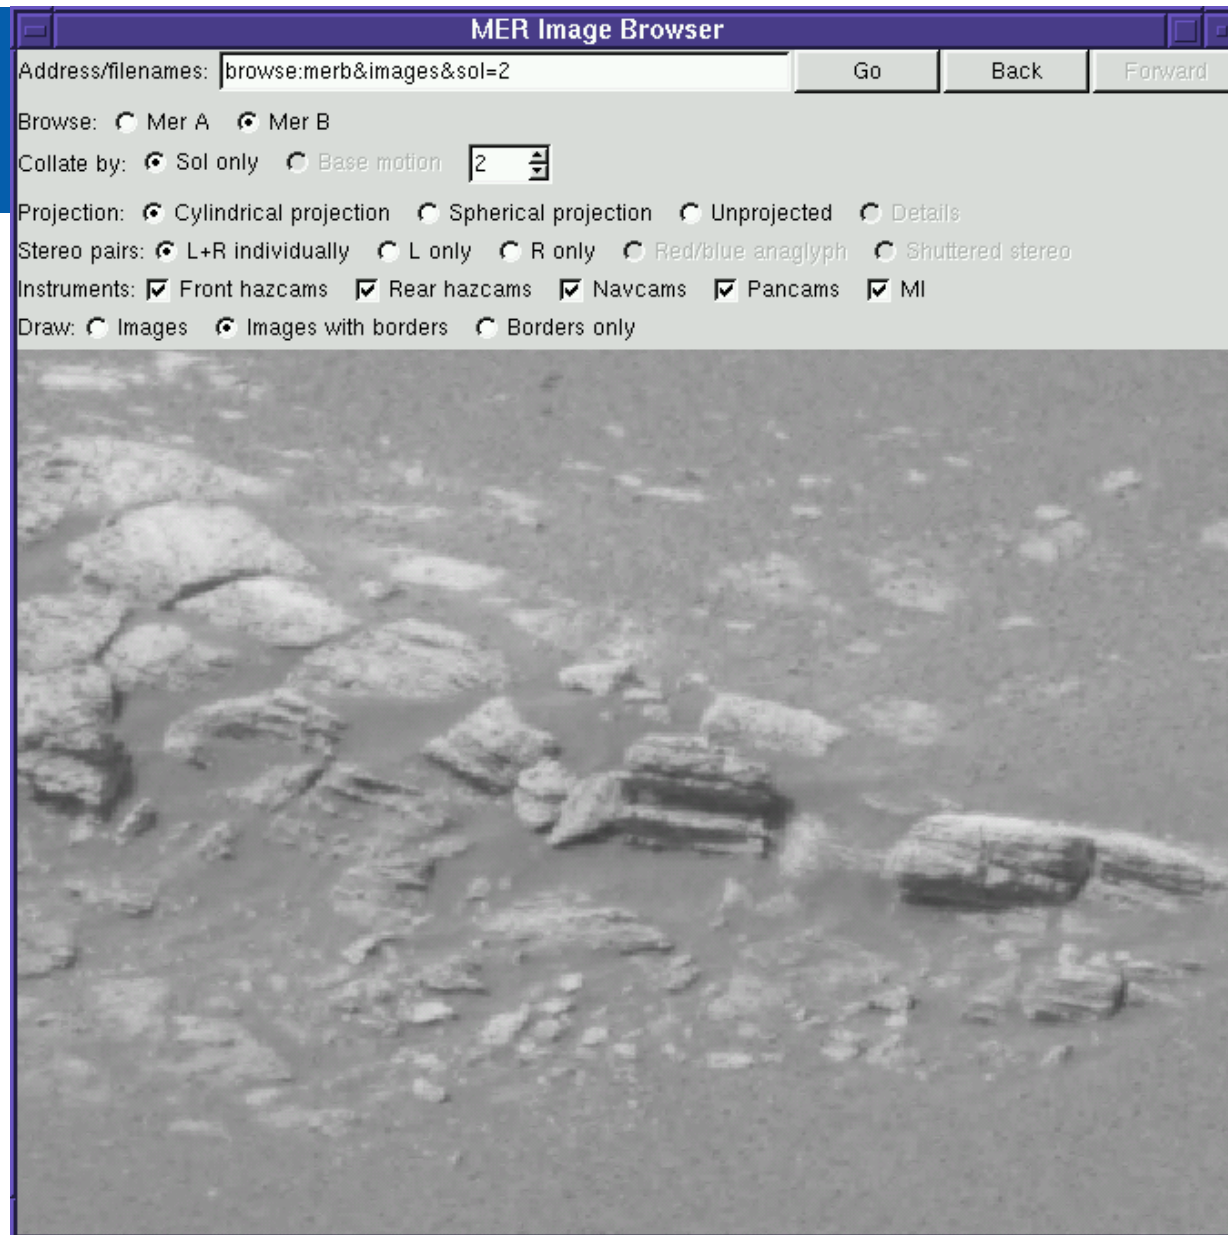 MER Image Browser
Address/filenames: browse:merb&images&sol=2 Go Back Forward
Browse: Mer A Mer B
Collate by: Sol only Base motion 2
Projection: Cylindrical projection Spherical projection Unprojected Details
Stereo pairs: L+R individually L only R only Red/blue anaglyph Shuttered stereo
Instruments: Front hazcams Rear hazcams Navcams Pancams MI
Draw: Images Images with borders Borders only